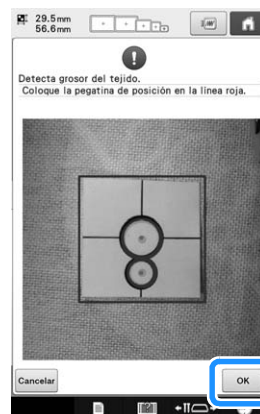 29.5mm
56.6mm
Detecta grosor del tejido.
Coloque la pegatina de posición en la línea roja.
Cancelar
OK